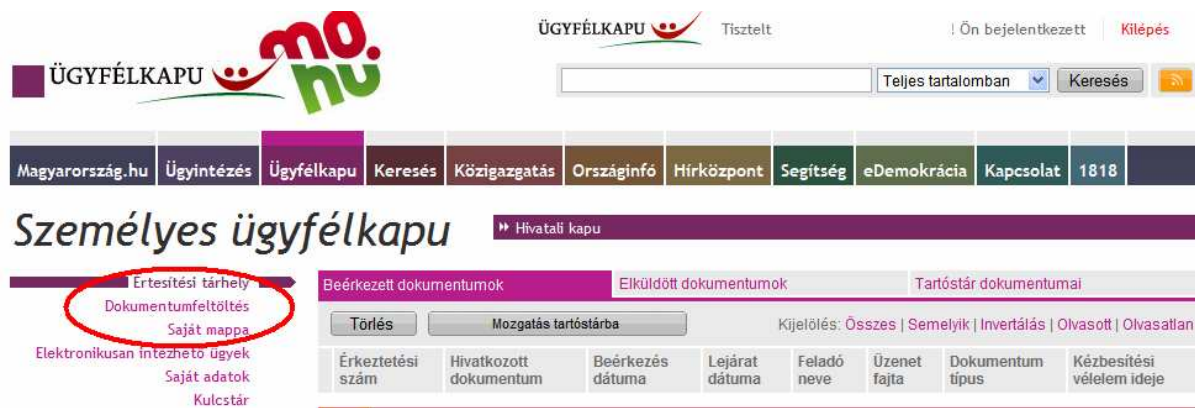 ÜGYFÉLKAPU
mo.hu
ÜGYFÉLKAPU Tisztelt ! Ön bejelentkezett Kilépés
Teljes tartalomban Keresés
Magyarország.hu Ügyintézés Ügyfélkapu Keresés Közigazgatás Országinfó Hírközpont Segítség eDemokrácia Kapcsolat 1818
Személyes ügyfélkapu
Hivatali kapu
Értesítési tárhely
Dokumentumfeltöltés
Saját mappa
Elektronikusan intézhető ügyek
Saját adatok
Kulcstár
Beérkezett dokumentumok Elküldött dokumentumok Tartóstár dokumentumai
Törlés Mozgatás tartóstárba Kijelölés: Összes | Semelyik | Invertálás | Olvasott | Olvasatlan
Érkeztetési szám Hivatkozott dokumentum Beérkezés dátuma Lejárat dátuma Feladó neve Üzenet fajta Dokumentum típus Kézbesítési vélelem ideje